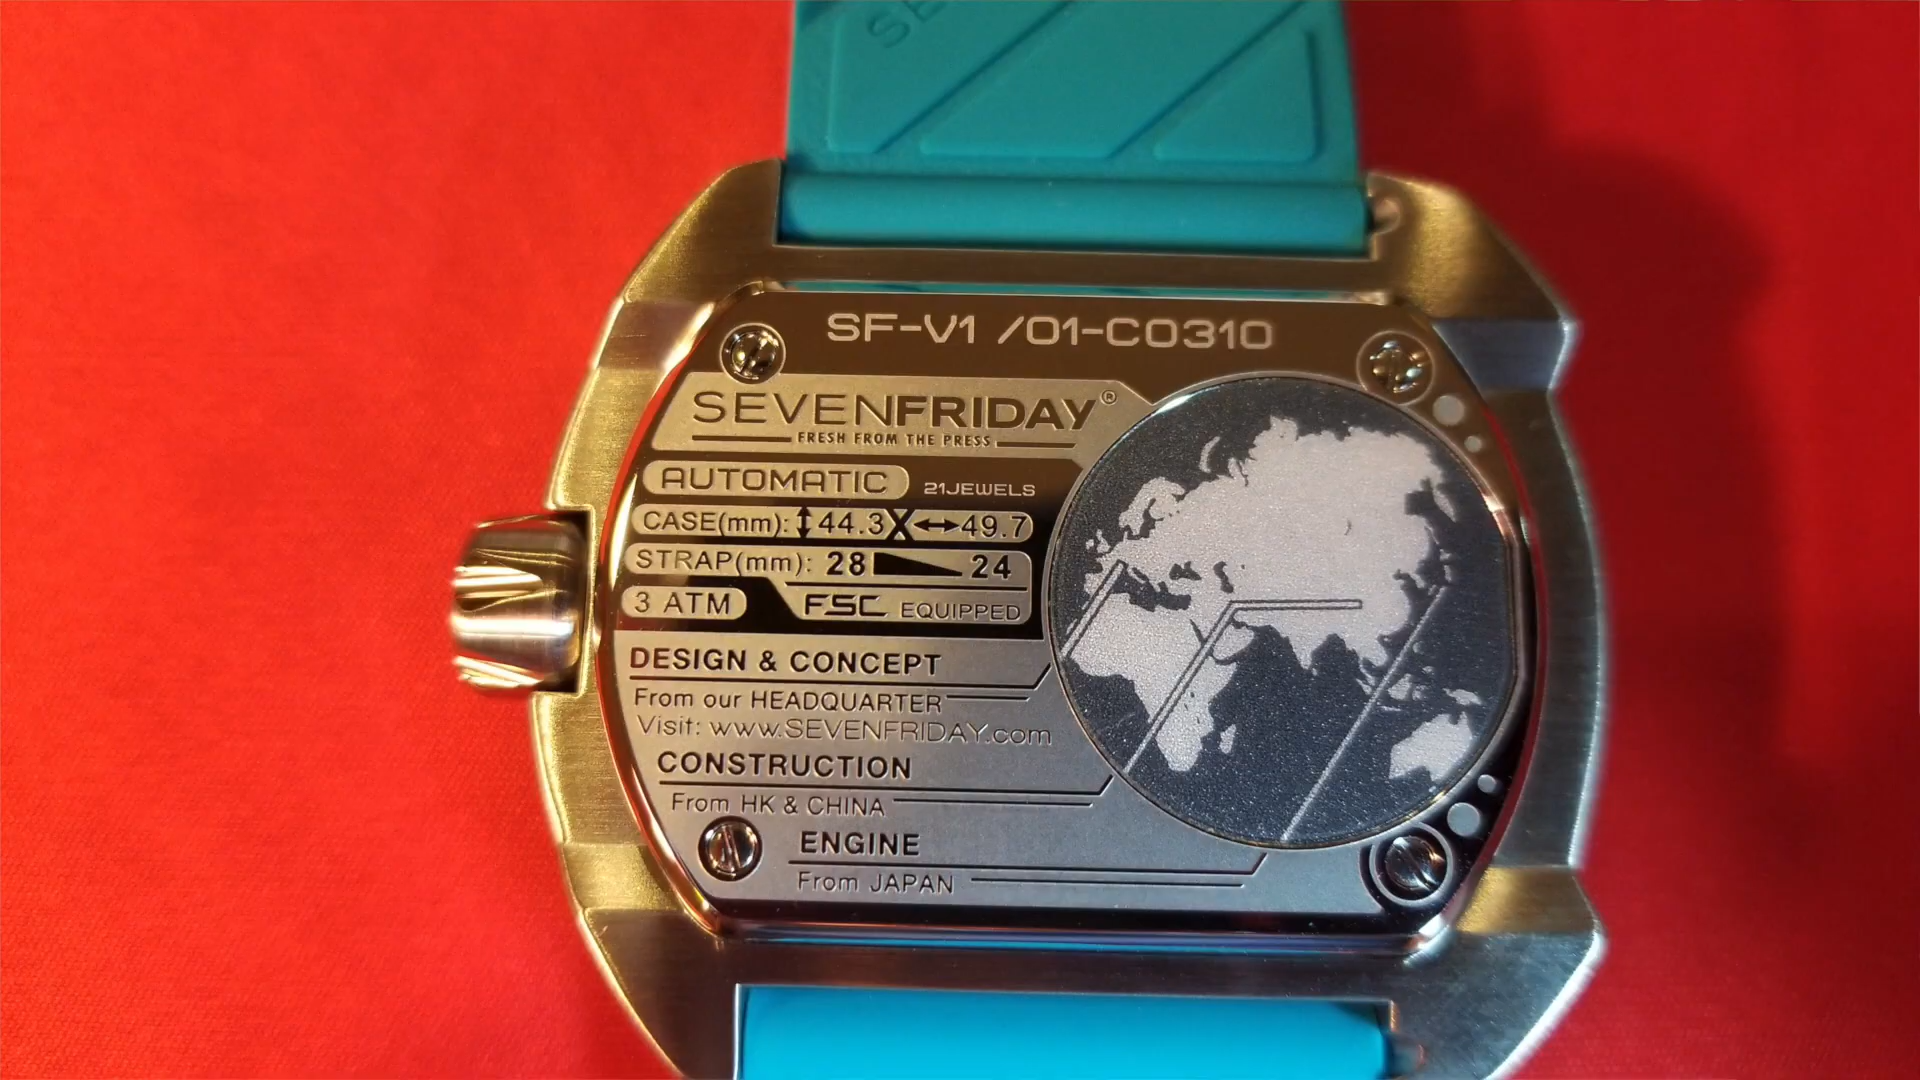 SE
SF-V1 /01-C0310
SEVENFRIDAY®
FRESH FROM THE PRESS
AUTOMATIC 21JEWELS
CASE(mm): ↕44.3X↔49.7
STRAP(mm): 28 24
3 ATM FSC EQUIPPED
DESIGN & CONCEPT
From our HEADQUARTER
Visit: www.SEVENFRIDAY.com
CONSTRUCTION
From HK & CHINA
ENGINE
From JAPAN